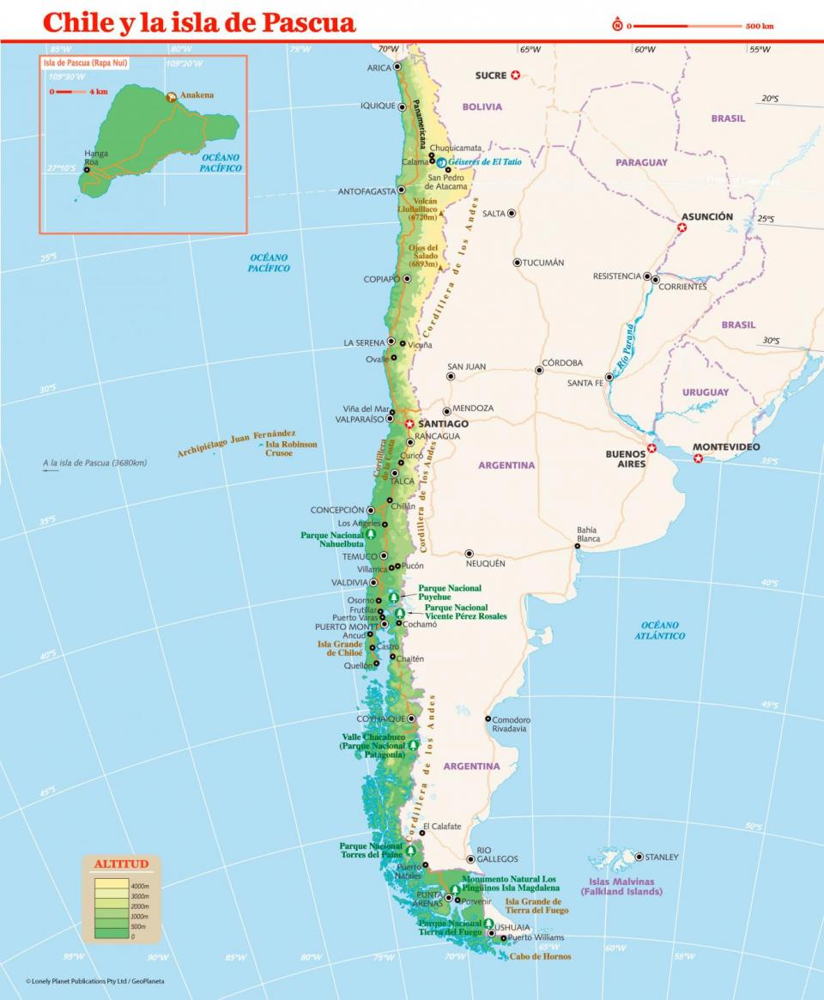 Chile y la isla de Pascua
N 0 500 km
85°W
80°W
75°W
70°W
65°W
60°W
55°W
Isla de Pascua (Rapa Nui)
109°20'W
109°30'W
0 4 km
Anakena
Hanga
Roa
27°10'S
OCÉANO
PACÍFICO
ARICA
IQUIQUE
Panamericana
SUCRE
BOLIVIA
BRASIL
20°S
Chuquicamata
Calama
Géiseres de El Tatio
San Pedro
de Atacama
PARAGUAY
ANTOFAGASTA
Volcán
Llullaillaco
(6720m)
SALTA
ASUNCIÓN
25°S
Cordillera de los Andes
Ojos del
Salado
(6893m)
OCÉANO
PACÍFICO
25°S
TUCUMÁN
COPIAPÓ
RESISTENCIA
CORRIENTES
BRASIL
Río Paraná
30°S
LA SERENA
Vicuña
Ovalle
SAN JUAN
CÓRDOBA
SANTA FE
URUGUAY
30°S
Viña del Mar
VALPARAÍSO
MENDOZA
SANTIAGO
RANCAGUA
Archipiélago Juan Fernández
Isla Robinson
Crusoe
A la isla de Pascua (3680km)
Cordillera
de la Costa
Curicó
TALCA
Cordillera de los Andes
ARGENTINA
BUENOS
AIRES
MONTEVIDEO
35°S
Chillán
CONCEPCIÓN
Los Angeles
35°S
Parque Nacional
Nahuelbuta
Bahía
Blanca
TEMUCO
Villarrica
Pucón
NEUQUÉN
VALDIVIA
40°S
Parque Nacional
Puyehue
Osorno
Frutillar
Puerto Varas
PUERTO MONTT
Parque Nacional
Vicente Pérez Rosales
Cochamó
Ancud
Isla Grande
de Chiloé
Castro
Chaitén
Quellón
OCÉANO
ATLÁNTICO
40°S
45°S
COYHAIQUE
Comodoro
Rivadavia
Valle Chacabuco
(Parque Nacional
Patagonia)
Cordillera de los Andes
ARGENTINA
45°S
El Calafate
50°S
Parque Nacional
Torres del Paine
Puerto
Natales
RIO
GALLEGOS
STANLEY
Islas Malvinas
(Falkland Islands)
Monumento Natural Los
Pingüinos Isla Magdalena
PUNTA
ARENAS
Porvenir
Isla Grande de
Tierra del Fuego
Parque Nacional
Tierra del Fuego
USHUAIA
Puerto Williams
Cabo de Hornos
ALTITUD
4000m
3000m
2000m
1000m
500m
0
95°W
90°W
85°W
80°W
75°W
70°W
65°W
60°W
55°W
© Lonely Planet Publications Pty Ltd / GeoPlaneta